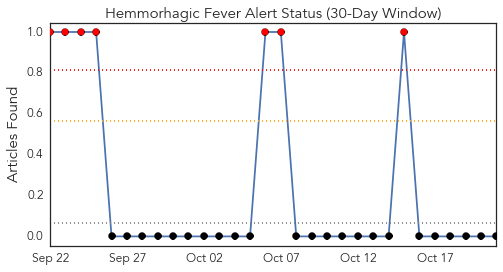 Hemmorhagic Fever Alert Status (30-Day Window)
Articles Found
1.0
0.8
0.6
0.4
0.2
0.0
Sep 22 Sep 27 Oct 02 Oct 07 Oct 12 Oct 17